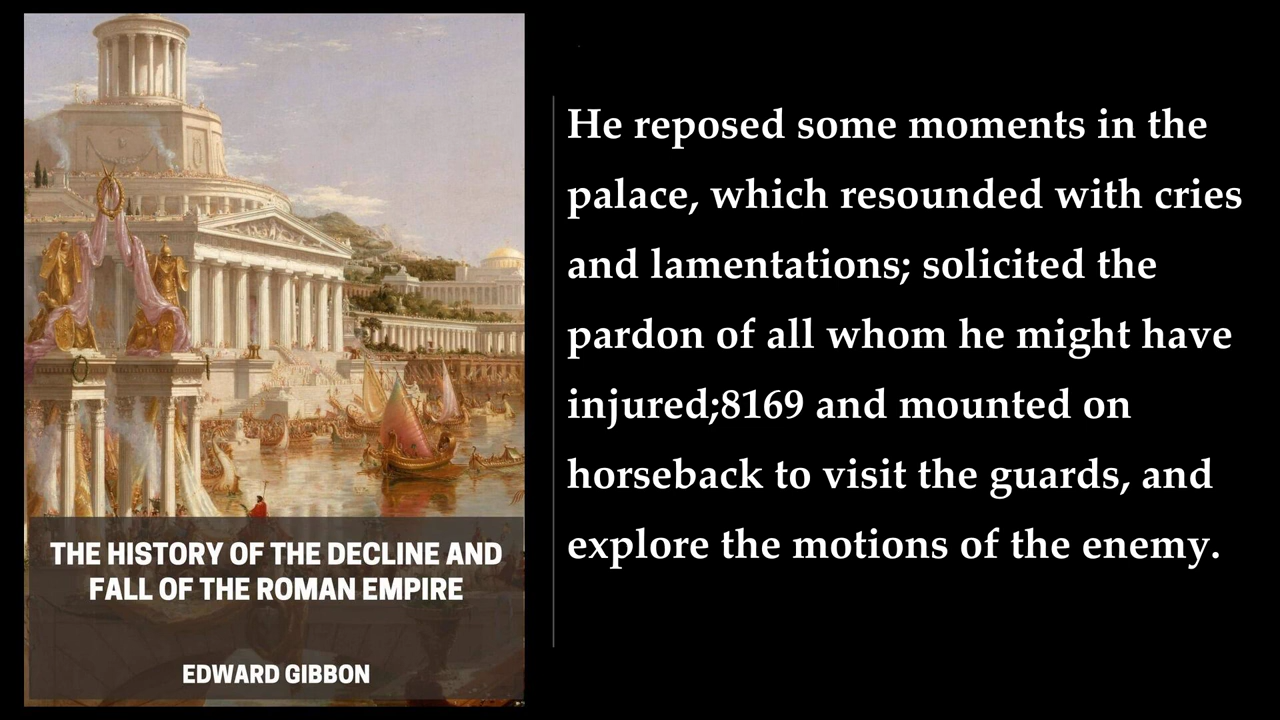 THE HISTORY OF THE DECLINE AND
FALL OF THE ROMAN EMPIRE
EDWARD GIBBON
He reposed some moments in the
palace, which resounded with cries
and lamentations; solicited the
pardon of all whom he might have
injured;8169 and mounted on
horseback to visit the guards, and
explore the motions of the enemy.